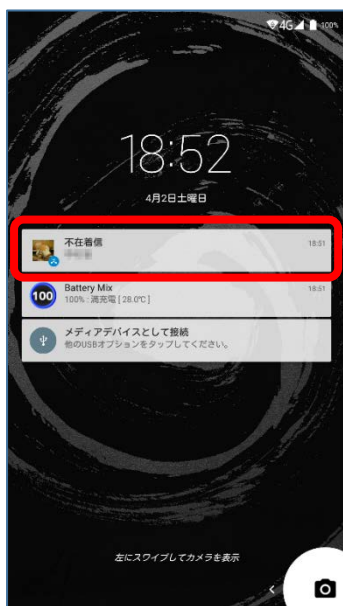 4G 100%
18:52
4月2日土曜日
不在着信 18:51
100 Battery Mix 18:51
100% : 満充電 [ 28.0℃ ]
メディアデバイスとして接続
他のUSBオプションをタップしてください。
左にスワイプしてカメラを表示